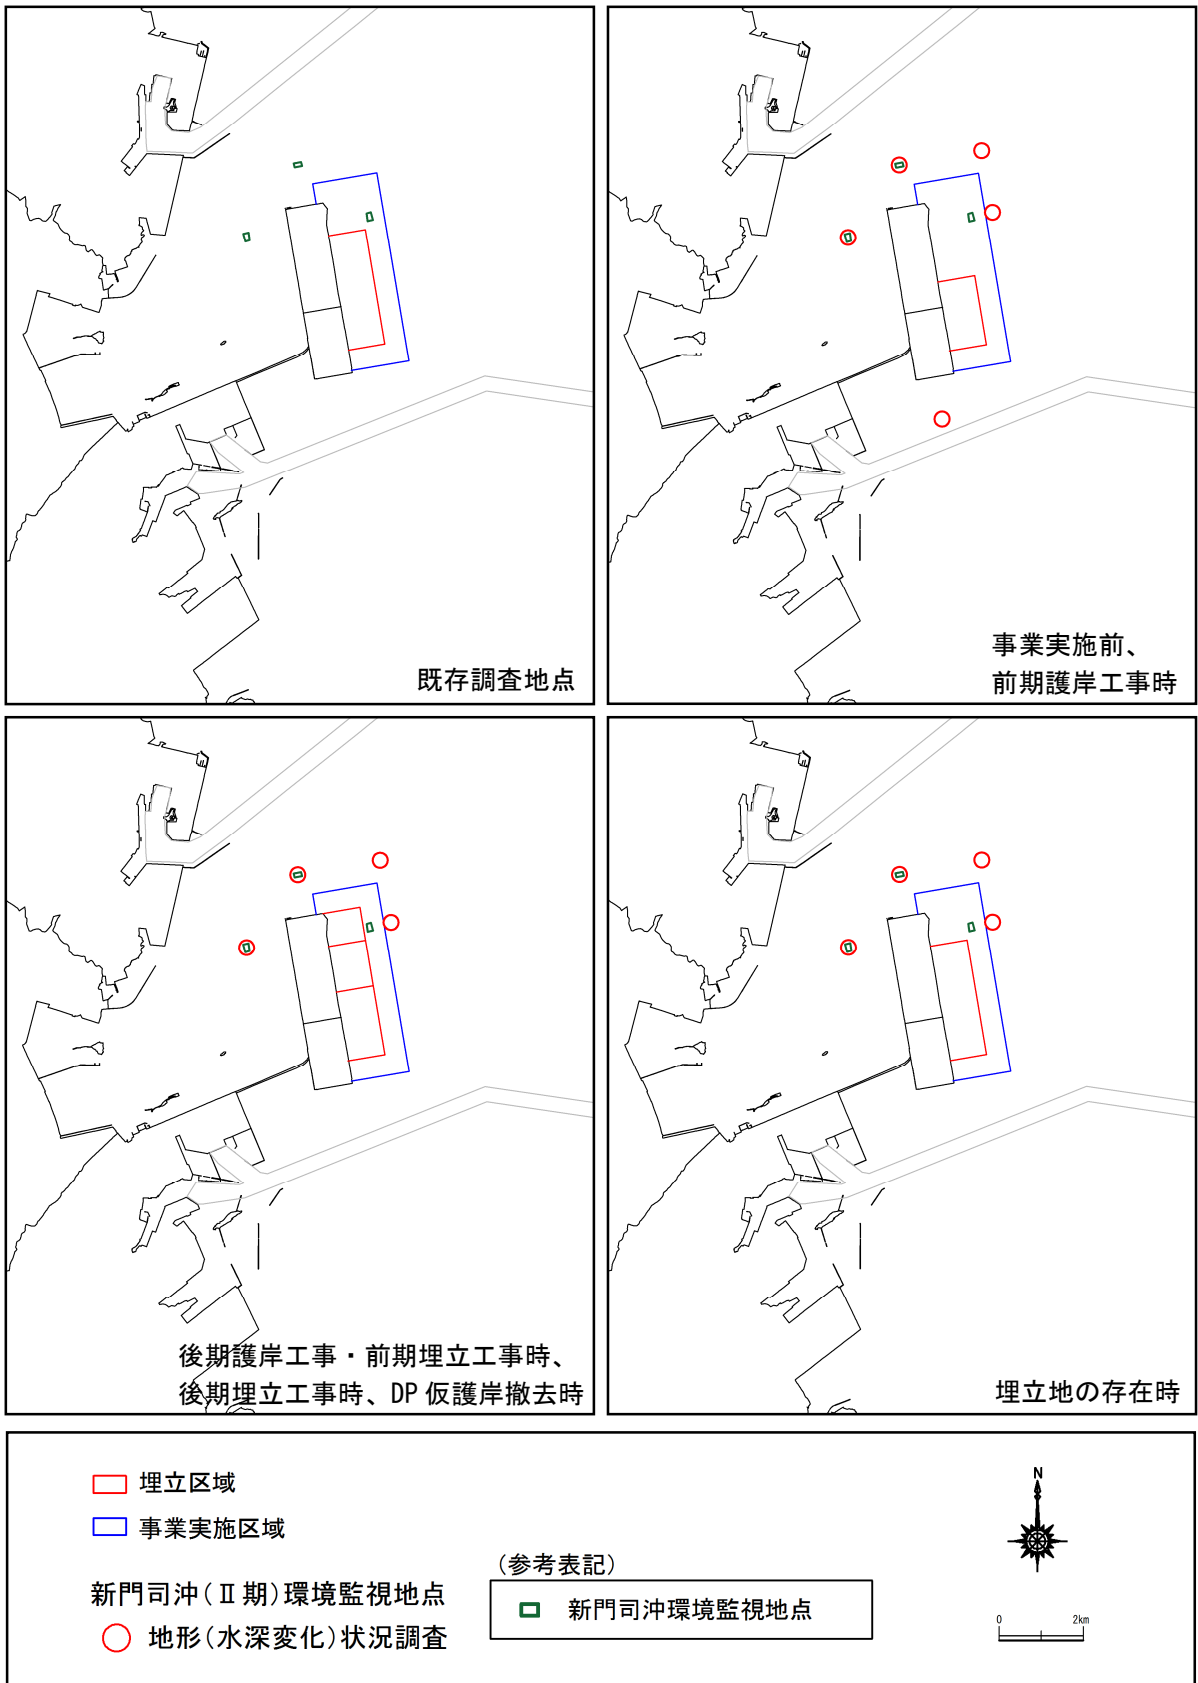 既存調査地点
事業実施前、
前期護岸工事時
後期護岸工事・前期埋立工事時、
後期埋立工事時、DP仮護岸撤去時
埋立地の存在時
埋立区域
事業実施区域
新門司沖(Ⅱ期)環境監視地点
地形(水深変化)状況調査
(参考表記)
新門司沖環境監視地点
N
0 2km